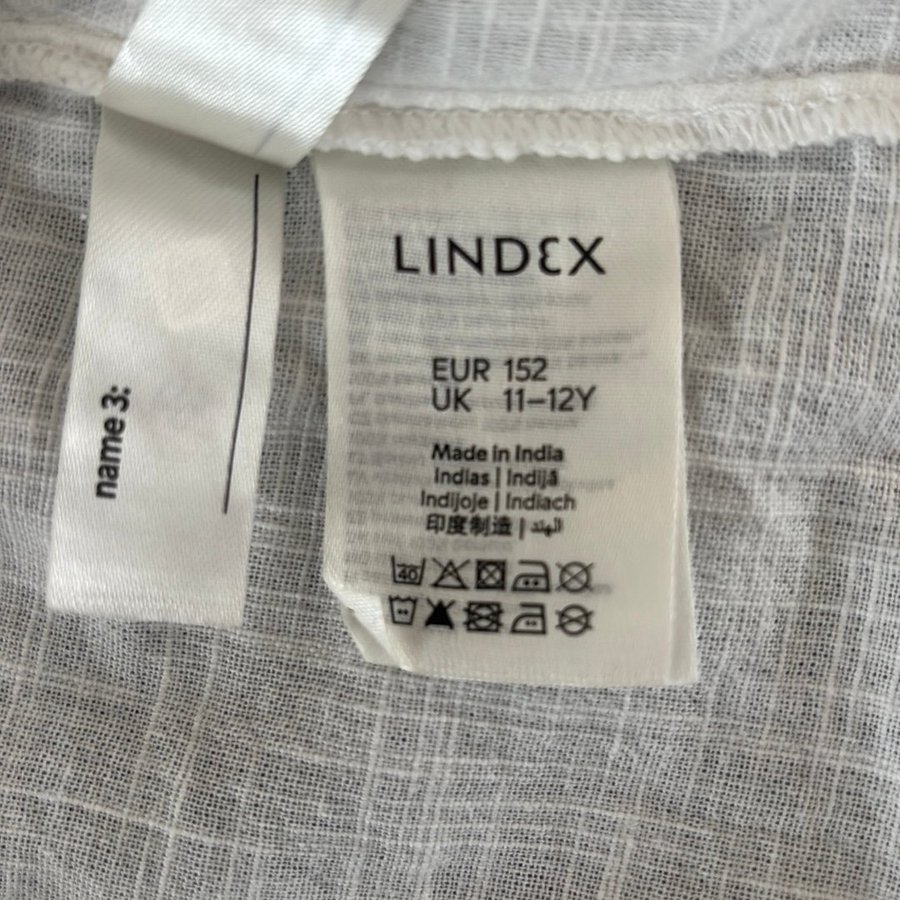 name 3:
LINDEX
EUR 152
UK 11–12Y
Made in India
Indias | Indijā
Indijoje | Indiach
印度制造 | الهند
40